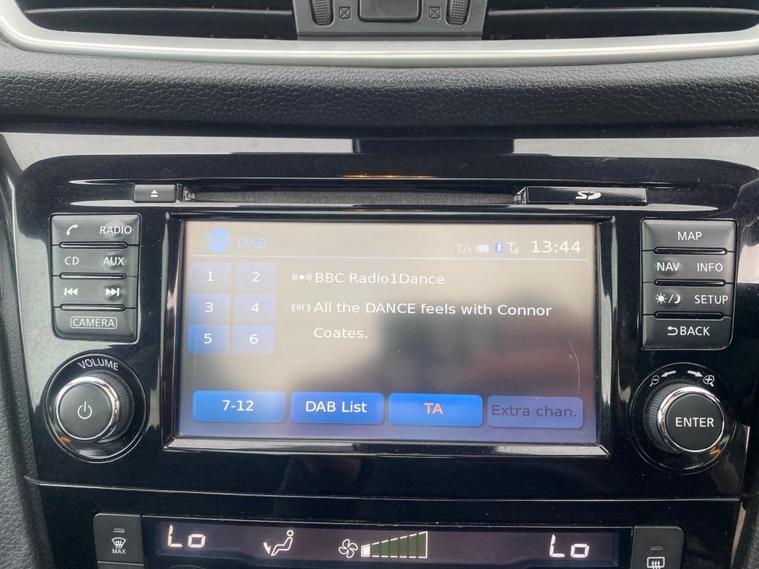 SD
RADIO
CD AUX
CAMERA
VOLUME
MAP
NAV INFO
SETUP
BACK
ENTER
DAB
TA 13:44
1 2
3 4
5 6
BBC Radio1Dance
All the DANCE feels with Connor
Coates.
7-12 DAB List TA Extra chan.
MAX
Lo Lo